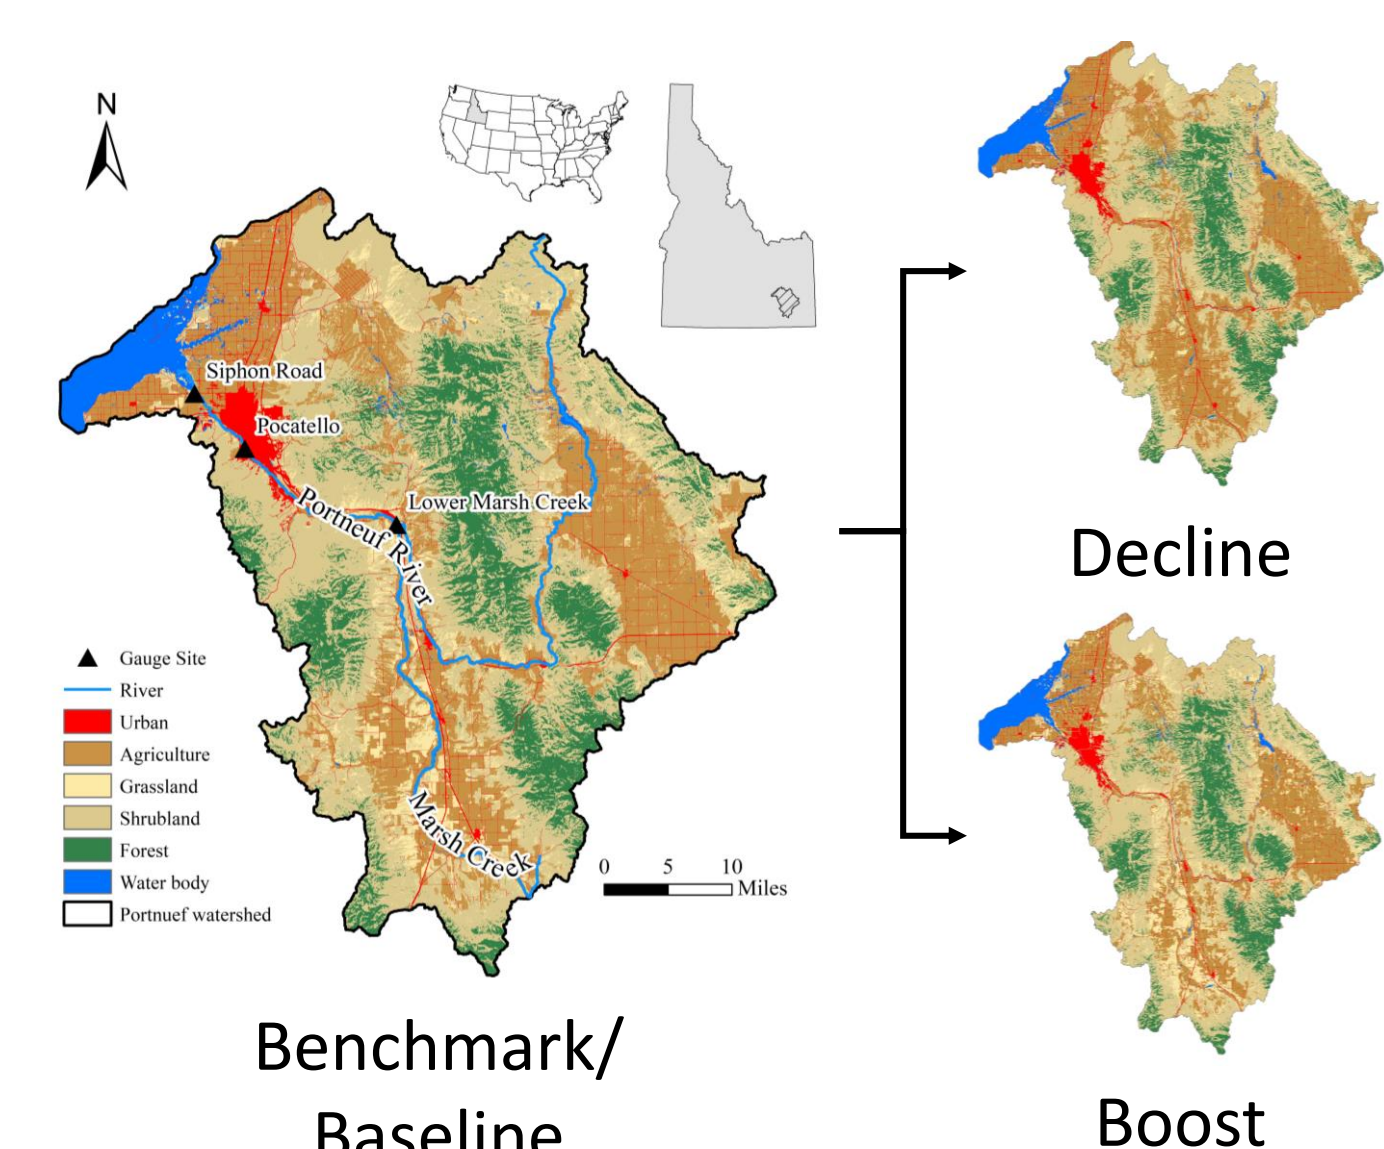 N
Siphon Road
Pocatello
Lower Marsh Creek
Portneuf River
Marsh Creek
Gauge Site
River
Urban
Agriculture
Grassland
Shrubland
Forest
Water body
Portnuef watershed
0 5 10
Miles
Benchmark/
Baseline
Decline
Boost